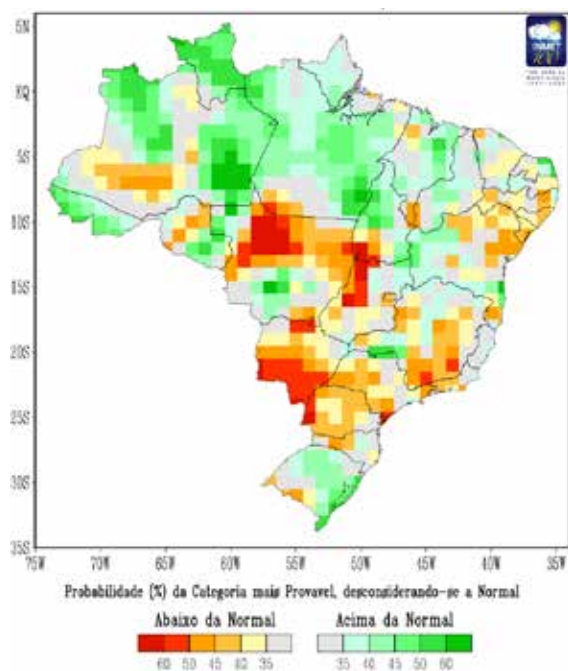 5N
EQ
5S
10S
15S
20S
25S
30S
35S
75W 70W 65W 60W 55W 50W 45W 40W 35W
INMET
Probabilidade (%) da Categoria mais Provavel, desconsiderando-se a Normal
Abaixo da Normal Acima da Normal
60 50 45 40 35 35 40 45 50 60